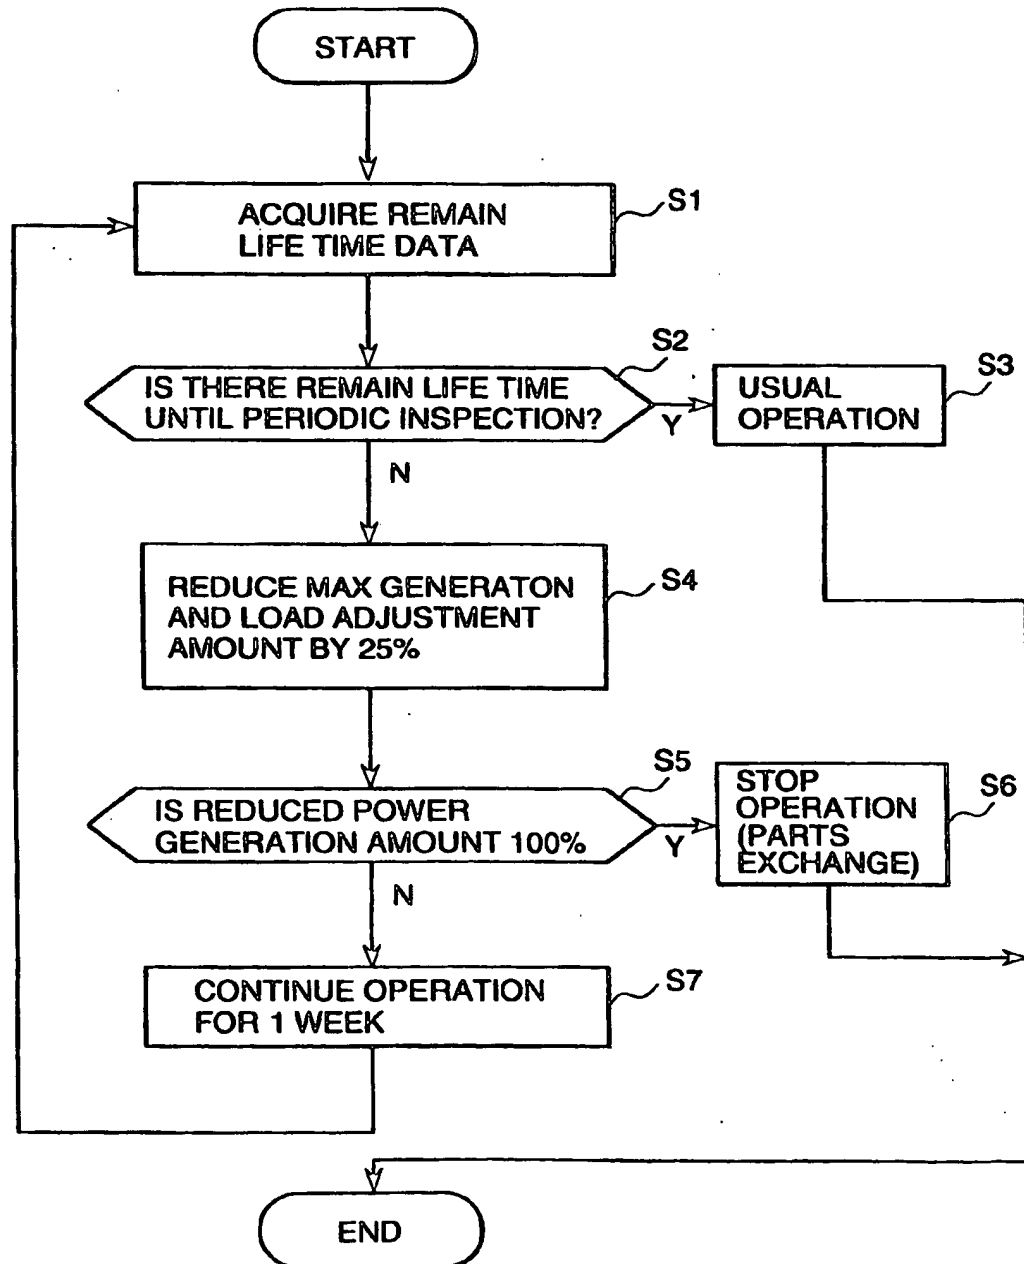 START
ACQUIRE REMAIN
LIFE TIME DATA
S1
IS THERE REMAIN LIFE TIME
UNTIL PERIODIC INSPECTION?
S2
Y
USUAL
OPERATION
S3
N
REDUCE MAX GENERATON
AND LOAD ADJUSTMENT
AMOUNT BY 25%
S4
IS REDUCED POWER
GENERATION AMOUNT 100%
S5
Y
STOP
OPERATION
(PARTS
EXCHANGE)
S6
N
CONTINUE OPERATION
FOR 1 WEEK
S7
END